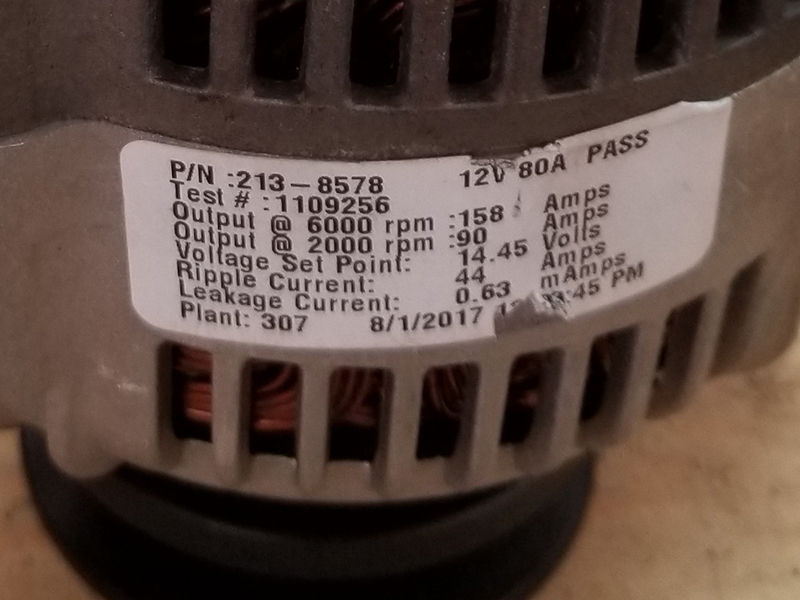 P/N :213-8578 12V 80A PASS
Test # :1109256
Output @ 6000 rpm :158 Amps
Output @ 2000 rpm :90 Amps
Voltage Set Point: 14.45 Volts
Ripple Current: 44 Amps
Leakage Current: 0.63 mAmps
Plant: 307 8/1/2017 :45 PM